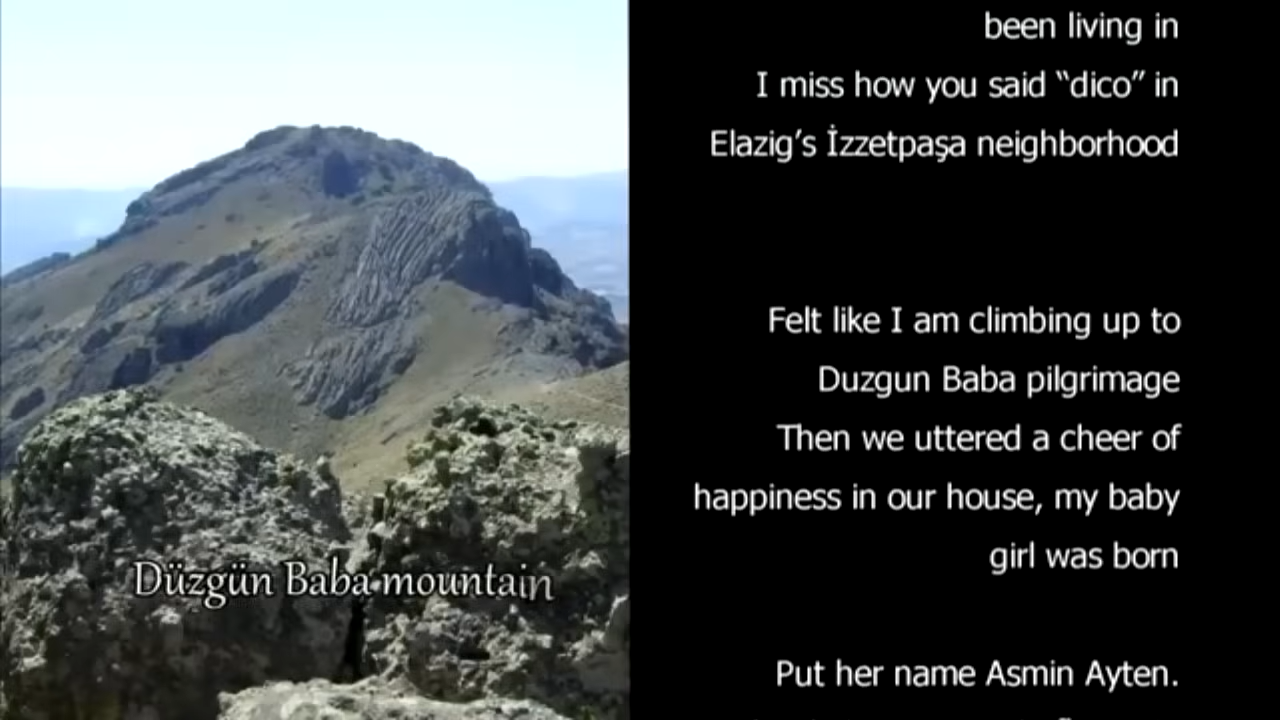 been living in
I miss how you said “dico” in
Elazig’s İzzetpaşa neighborhood
Felt like I am climbing up to
Duzgun Baba pilgrimage
Then we uttered a cheer of
happiness in our house, my baby
girl was born
Put her name Asmin Ayten.
Düzgün Baba mountain